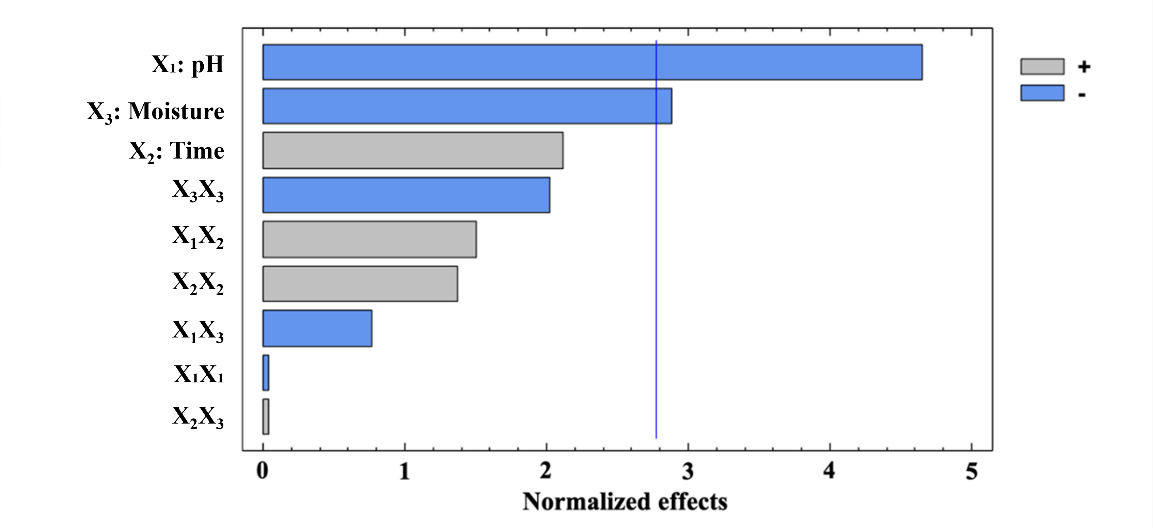 X₁: pH
X₃: Moisture
X₂: Time
X₃X₃
X₁X₂
X₂X₂
X₁X₃
X₁X₁
X₂X₃
0 1 2 3 4 5
Normalized effects
+
-